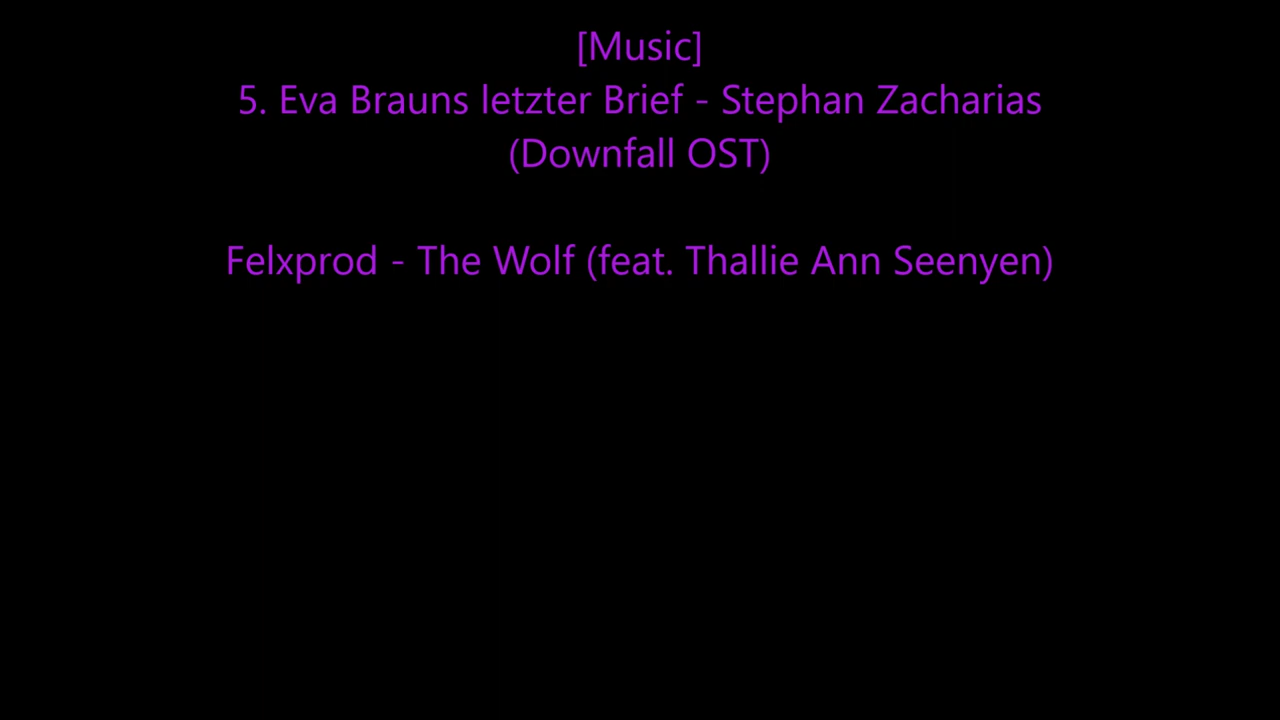 [Music]
5. Eva Brauns letzter Brief - Stephan Zacharias
(Downfall OST)
Felxprod - The Wolf (feat. Thallie Ann Seenyen)